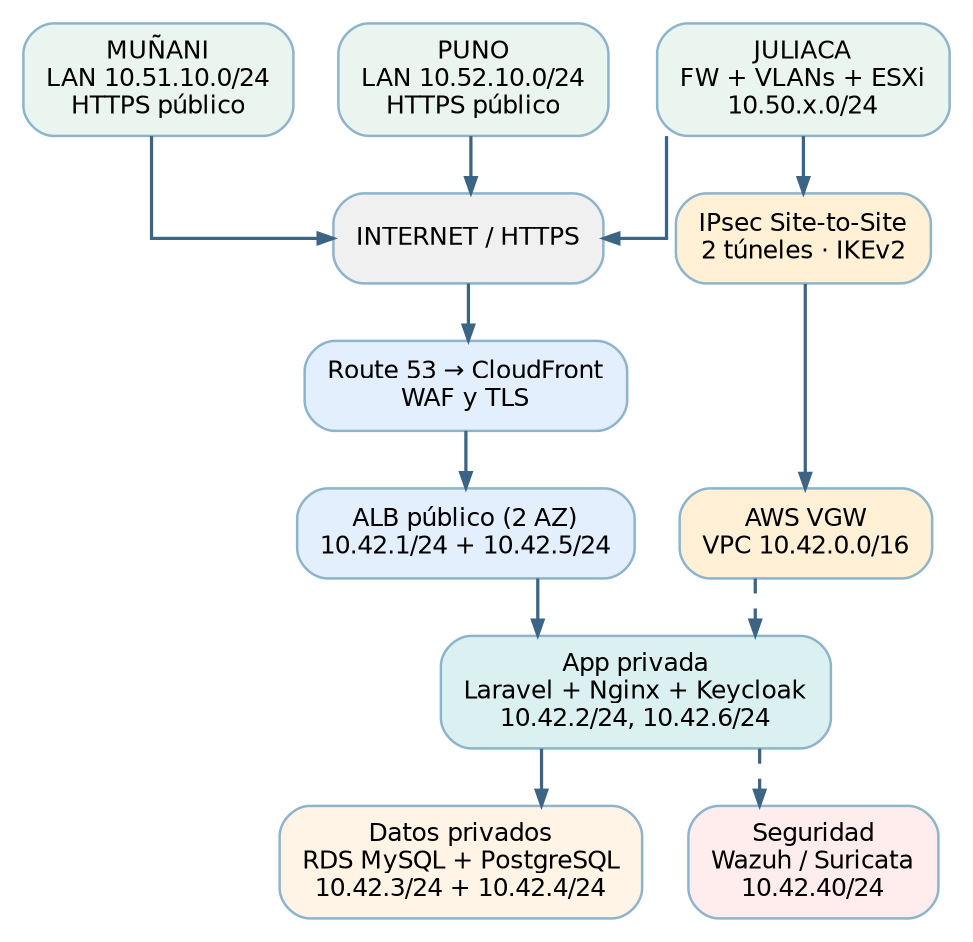 MUÑANI
LAN 10.51.10.0/24
HTTPS público
PUNO
LAN 10.52.10.0/24
HTTPS público
JULIACA
FW + VLANs + ESXi
10.50.x.0/24
INTERNET / HTTPS
IPsec Site-to-Site
2 túneles · IKEv2
Route 53 → CloudFront
WAF y TLS
ALB público (2 AZ)
10.42.1/24 + 10.42.5/24
AWS VGW
VPC 10.42.0.0/16
App privada
Laravel + Nginx + Keycloak
10.42.2/24, 10.42.6/24
Datos privados
RDS MySQL + PostgreSQL
10.42.3/24 + 10.42.4/24
Seguridad
Wazuh / Suricata
10.42.40/24